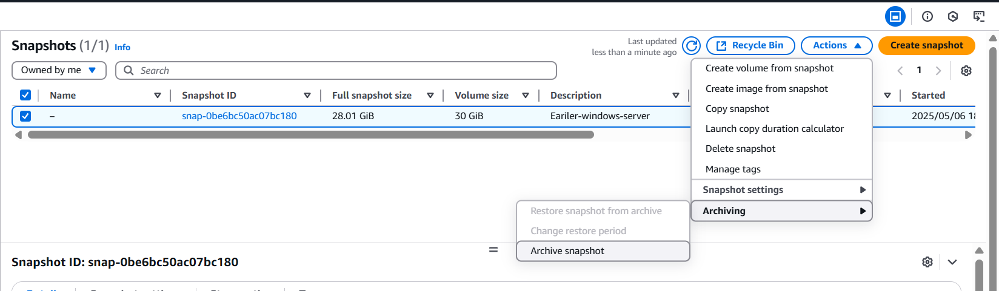 Snapshots (1/1) Info
Last updated
less than a minute ago
Recycle Bin
Actions
Create snapshot
Owned by me
Search
1
Name Snapshot ID Full snapshot size Volume size Description Started
– snap-0be6bc50ac07bc180 28.01 GiB 30 GiB Eariler-windows-server 2025/05/06 18
Create volume from snapshot
Create image from snapshot
Copy snapshot
Launch copy duration calculator
Delete snapshot
Manage tags
Snapshot settings
Archiving
Restore snapshot from archive
Change restore period
Archive snapshot
Snapshot ID: snap-0be6bc50ac07bc180